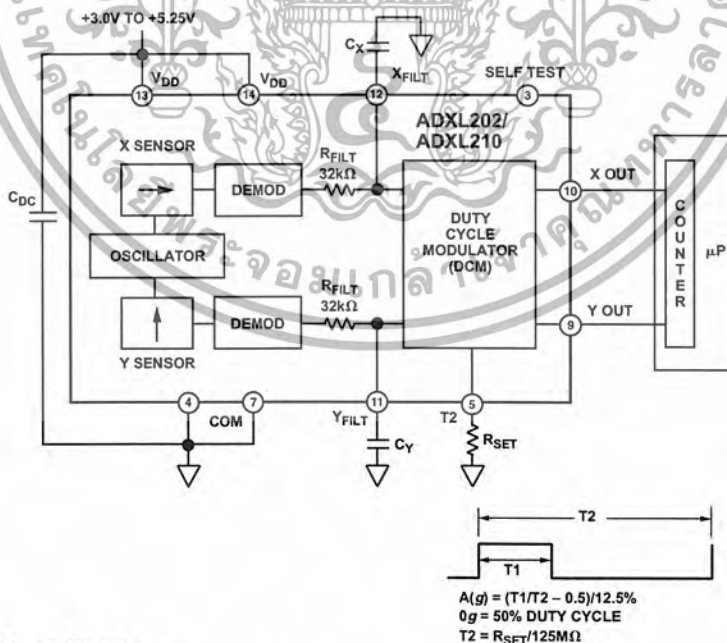 +3.0V TO +5.25V
CX
VDD
VDD
XFILT
SELF TEST
13
14
12
3
ADXL202/
ADXL210
X SENSOR
RFILT
32kΩ
DEMOD
CDC
10
X OUT
OSCILLATOR
DUTY
CYCLE
MODULATOR
(DCM)
COUNTER
µP
RFILT
32kΩ
DEMOD
9
Y OUT
Y SENSOR
4
7
11
5
COM
YFILT
T2
CY
RSET
T2
T1
A(g) = (T1/T2 – 0.5)/12.5%
0g = 50% DUTY CYCLE
T2 = RSET/125MΩ